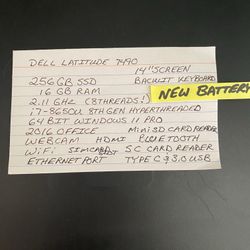 DELL LATITUDE 7490
14" SCREEN
256 GB SSD BACKLIT KEYBOARD
16 GB RAM NEW BATTERY
2.11 GHZ (8 THREADS!)
i7-8650U 8TH GEN HYPERTHREADED
64 BIT WINDOWS 11 PRO
2016 OFFICE MINI SD CARD READER
WEBCAM HDMI BLUETOOTH
WIFI SIMCARD SLOT SC CARD READER
ETHERNET PORT TYPE C & 3.0 USB